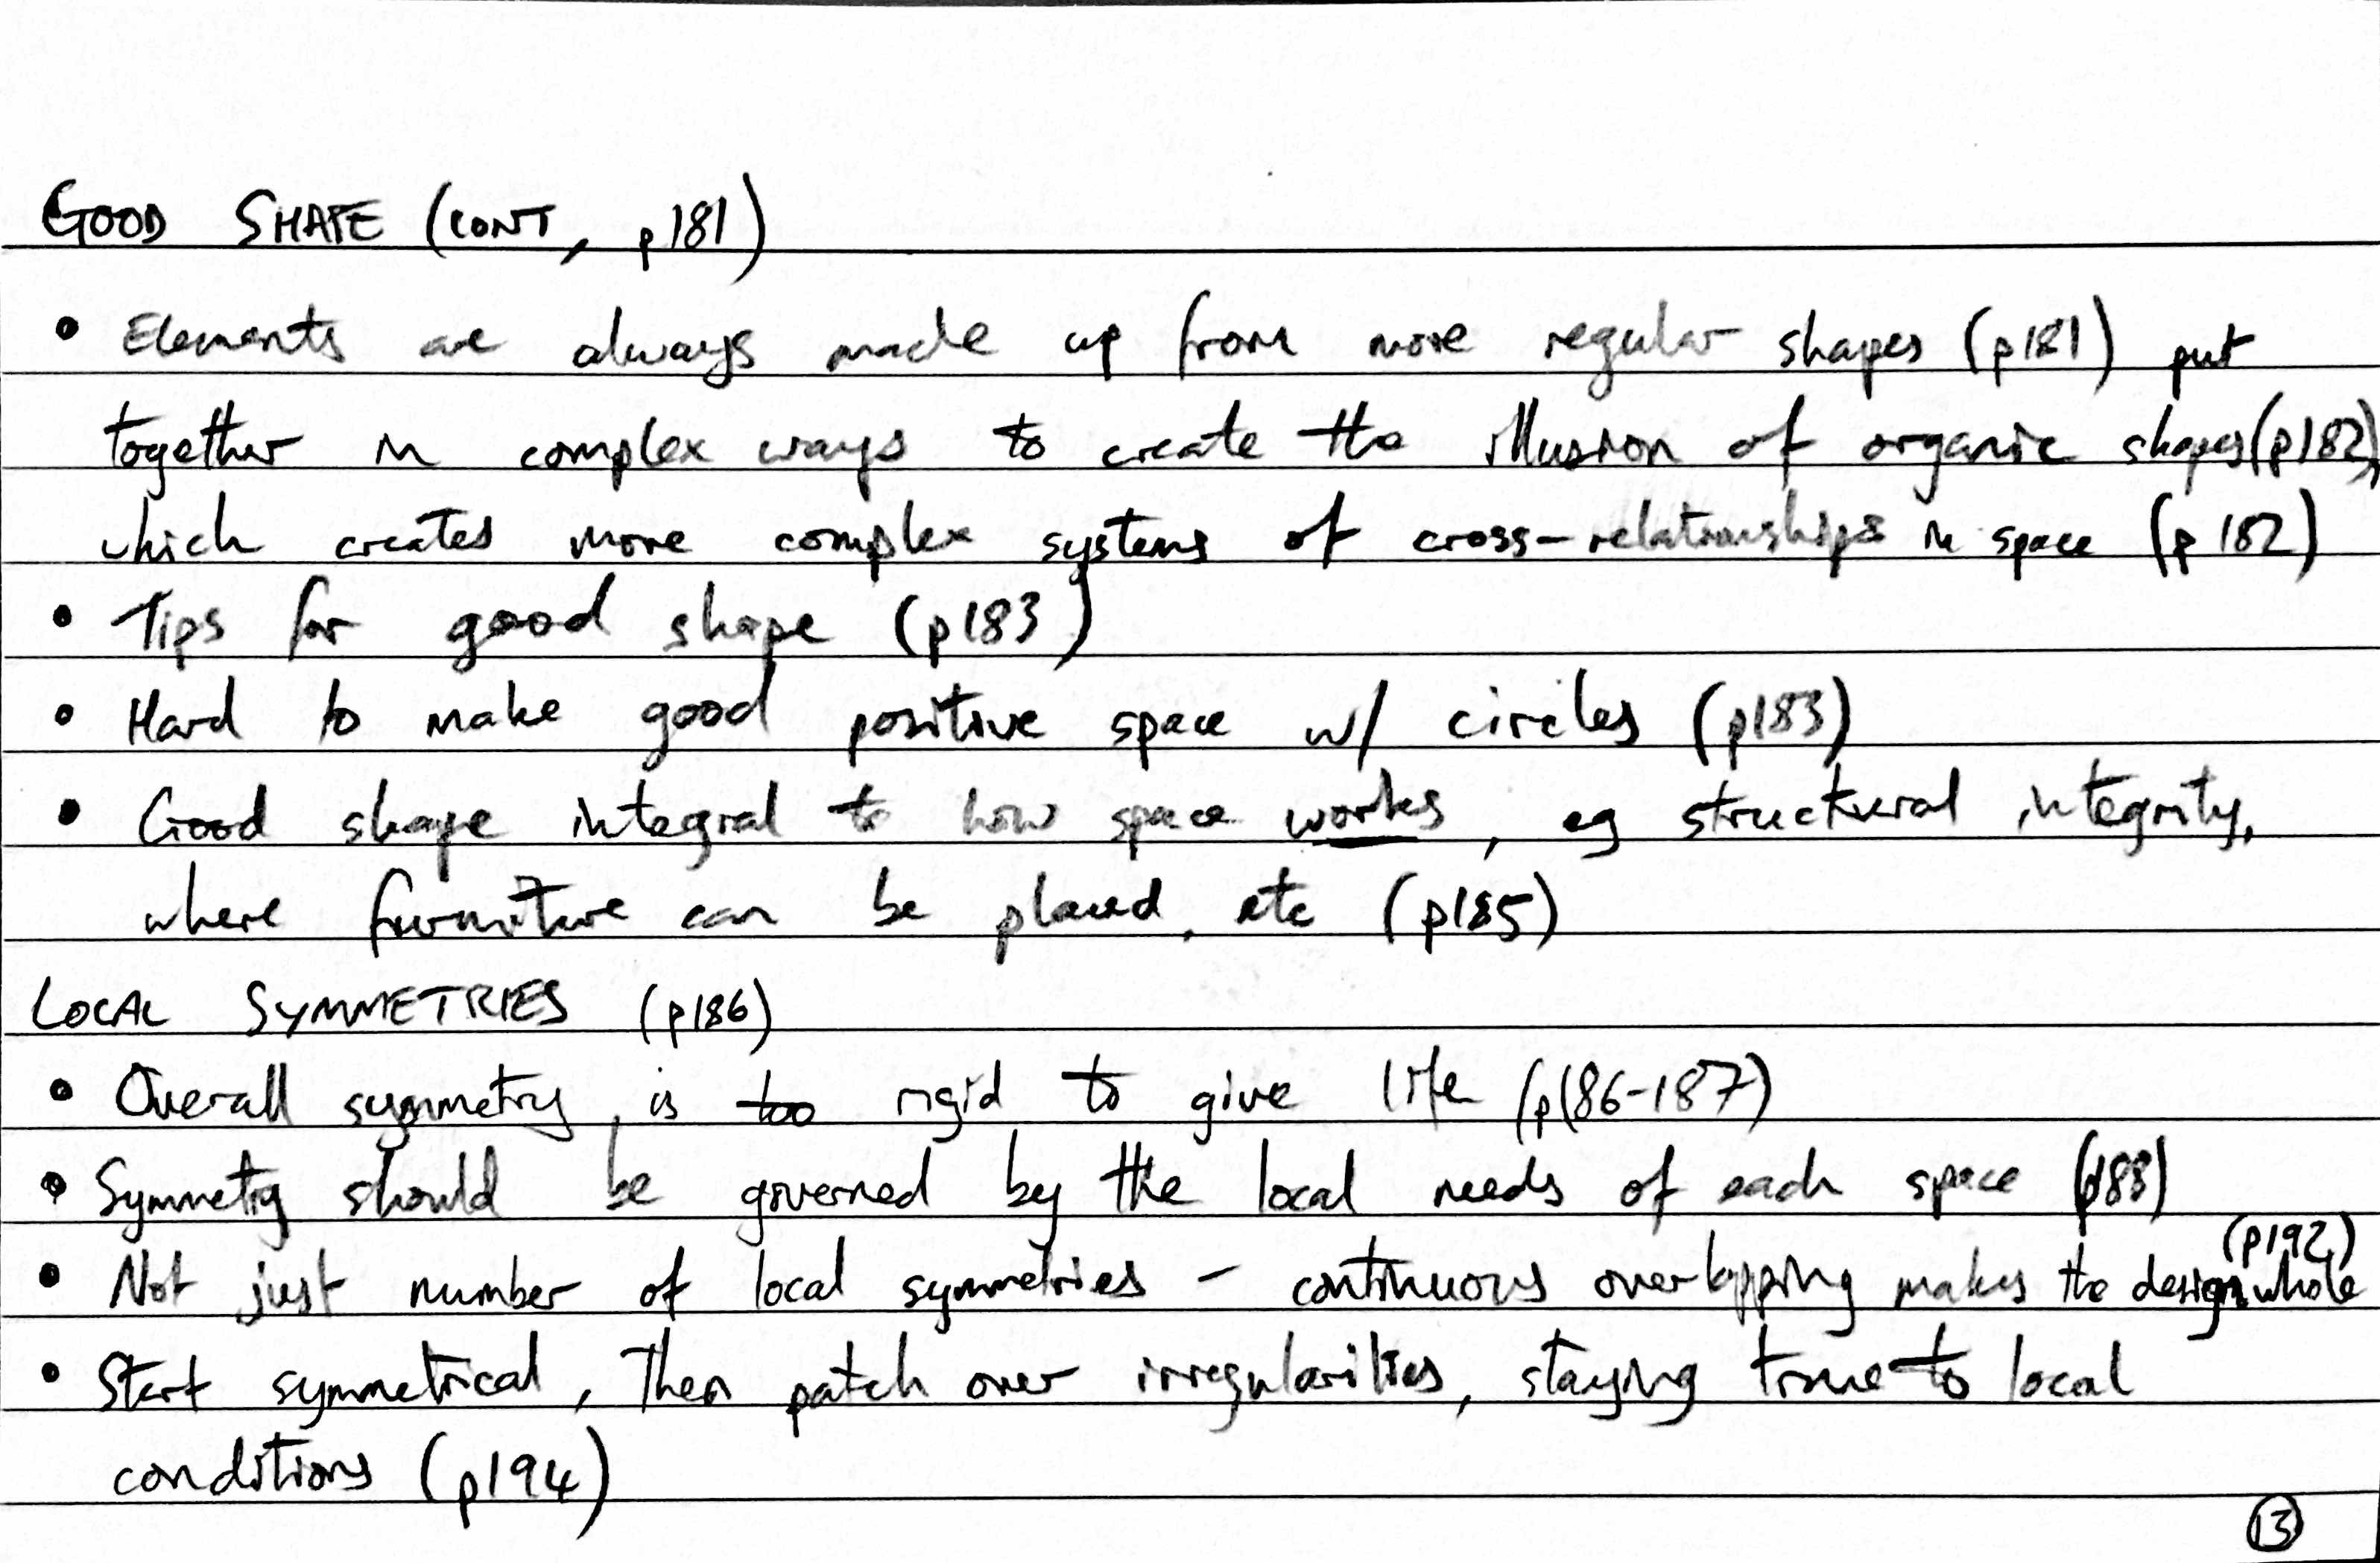 GOOD SHAPE (CONT, p181)
• Elements are always made up from more regular shapes (p181) put
together in complex ways to create the illusion of organic shapes (p182),
which creates more complex systems of cross-relationships in space (p182)
• Tips for good shape (p183)
• Hard to make good positive space w/ circles (p183)
• Good shape integral to how space works, eg structural integrity,
where furniture can be placed, etc (p185)
LOCAL SYMMETRIES (p186)
• Overall symmetry is too rigid to give life (p186-187)
• Symmetry should be governed by the local needs of each space (p188)
• Not just number of local symmetries - continuous overlapping makes the design whole (p192)
• Start symmetrical, then patch over irregularities, staying true to local
conditions (p194)
13